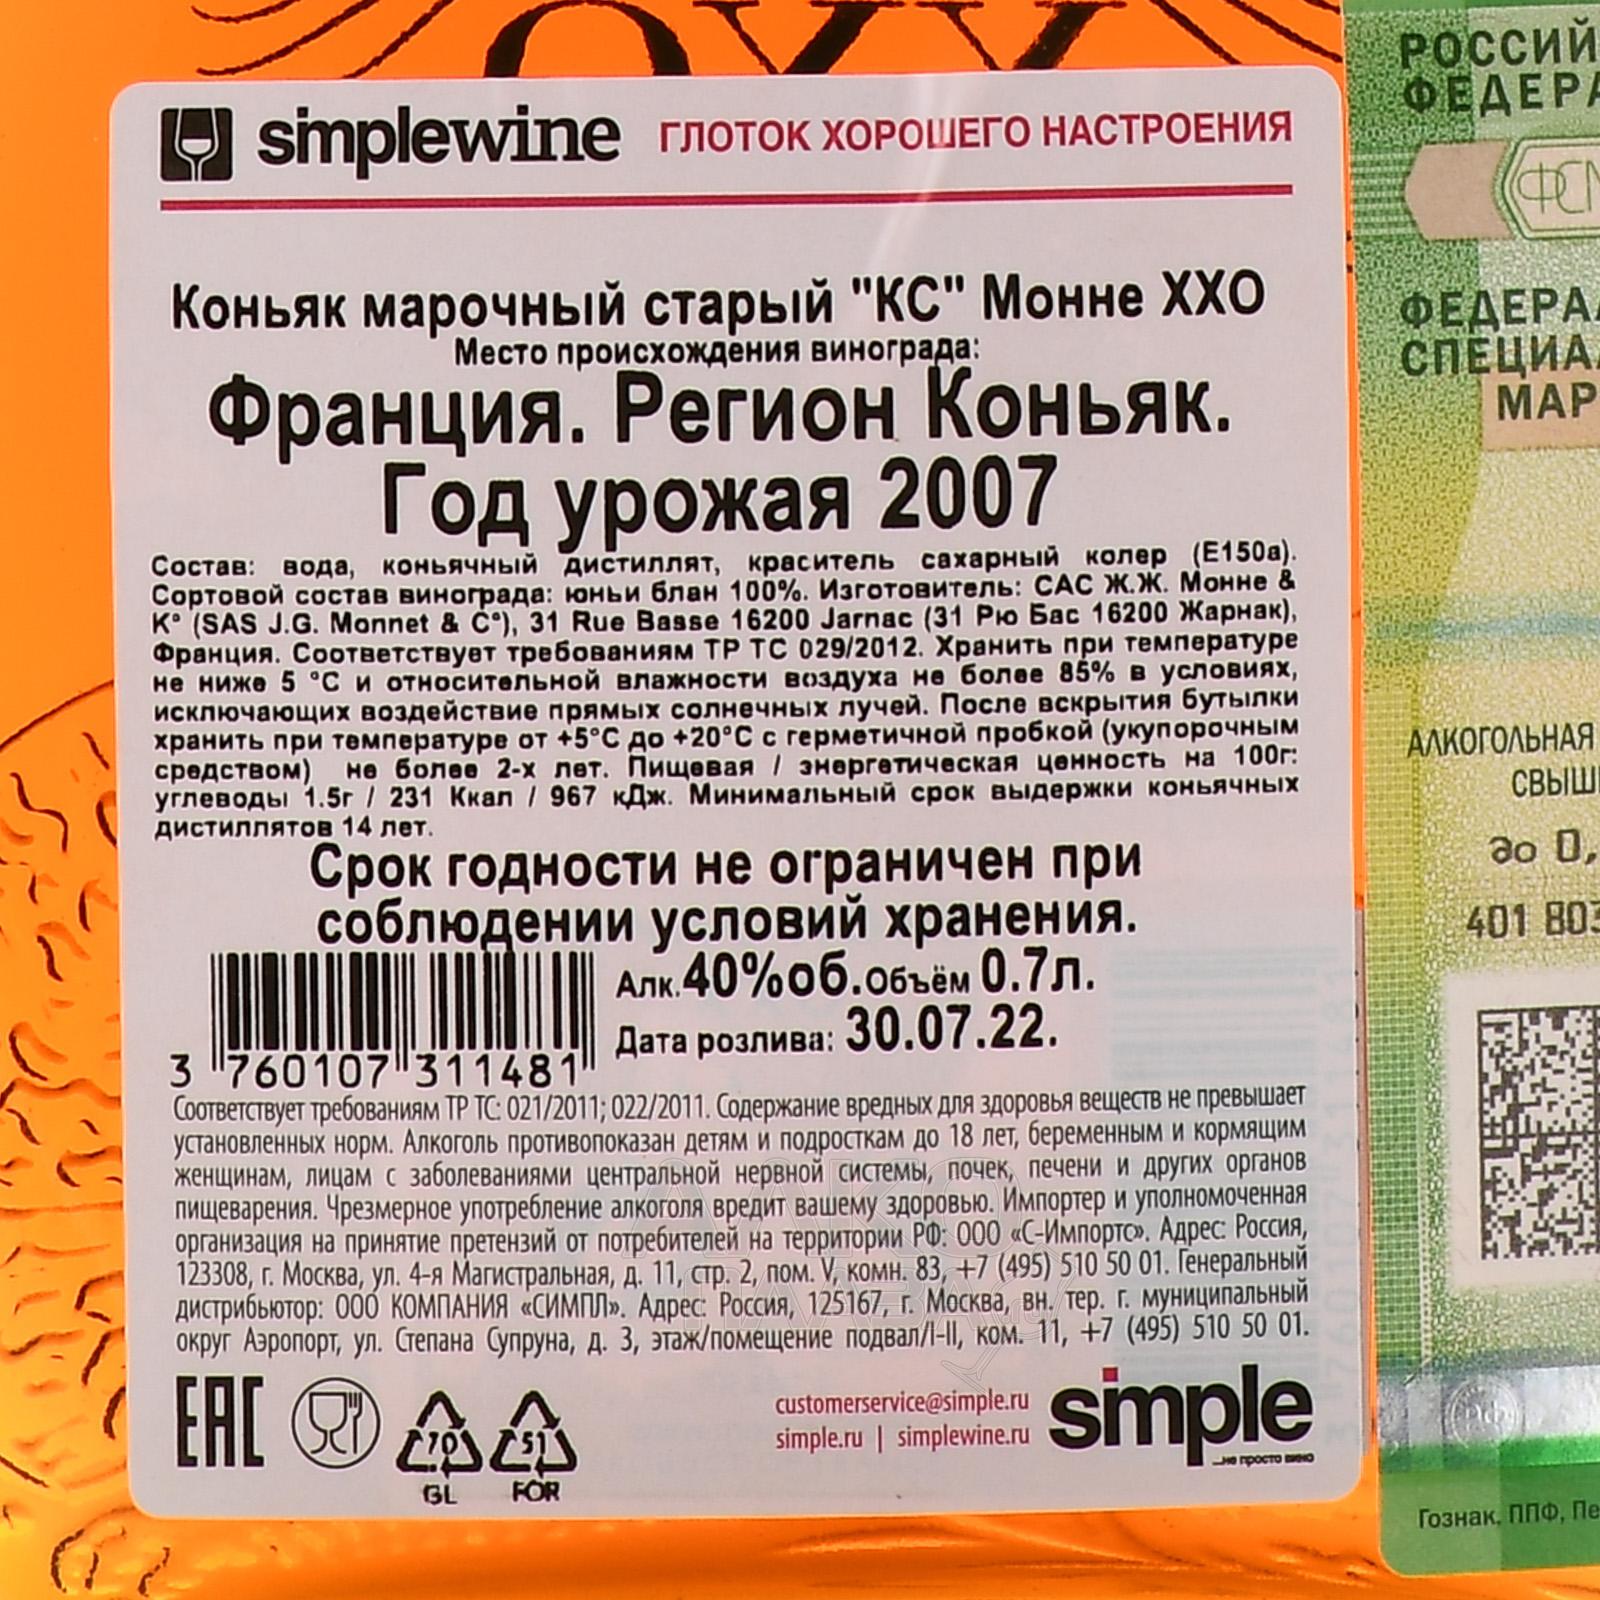 simplewine ГЛОТОК ХОРОШЕГО НАСТРОЕНИЯ
Коньяк марочный старый "КС" Монне ХХО
Место происхождения винограда:
Франция. Регион Коньяк.
Год урожая 2007
Состав: вода, коньячный дистиллят, краситель сахарный колер (Е150а).
Сортовой состав винограда: юньи блан 100%. Изготовитель: САС Ж.Ж. Монне &
К° (SAS J.G. Monnet & C°), 31 Rue Basse 16200 Jarnac (31 Рю Бас 16200 Жарнак),
Франция. Соответствует требованиям ТР ТС 029/2012. Хранить при температуре
не ниже 5 °С и относительной влажности воздуха не более 85% в условиях,
исключающих воздействие прямых солнечных лучей. После вскрытия бутылки
хранить при температуре от +5°С до +20°С с герметичной пробкой (укупорочным
средством) не более 2-х лет. Пищевая / энергетическая ценность на 100г:
углеводы 1.5г / 231 Ккал / 967 кДж. Минимальный срок выдержки коньячных
дистиллятов 14 лет.
Срок годности не ограничен при
соблюдении условий хранения.
Алк.40%об.Объём 0.7л.
Дата розлива: 30.07.22.
3 760107 311481
Соответствует требованиям ТР ТС: 021/2011; 022/2011. Содержание вредных для здоровья веществ не превышает
установленных норм. Алкоголь противопоказан детям и подросткам до 18 лет, беременным и кормящим
женщинам, лицам с заболеваниями центральной нервной системы, почек, печени и других органов
пищеварения. Чрезмерное употребление алкоголя вредит вашему здоровью. Импортер и уполномоченная
организация на принятие претензий от потребителей на территории РФ: ООО «С-Импортс». Адрес: Россия,
123308, г. Москва, ул. 4-я Магистральная, д. 11, стр. 2, пом. V, комн. 83, +7 (495) 510 50 01. Генеральный
дистрибьютор: ООО КОМПАНИЯ «СИМПЛ». Адрес: Россия, 125167, г. Москва, вн. тер. г. муниципальный
округ Аэропорт, ул. Степана Супруна, д. 3, этаж/помещение подвал/I-II, ком. 11, +7 (495) 510 50 01.
EAC
70
GL
51
FOR
customerservice@simple.ru
simple.ru | simplewine.ru
simple
...не просто вино
РОССИЙ
ФЕДЕРА
ФСМ
ФЕДЕРАЛ
СПЕЦИАЛ
МАР
АЛКОГОЛЬНАЯ
СВЫШ
до 0,
401 803
Гознак, ППФ, Пе